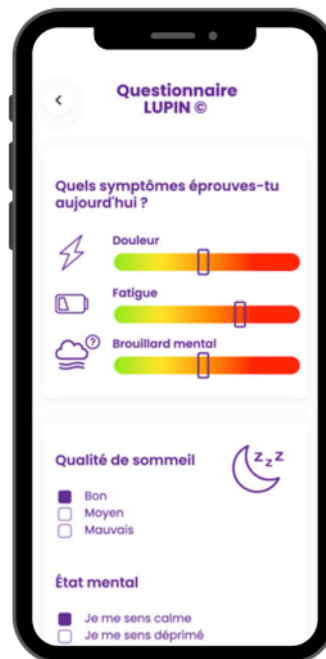 Questionnaire
LUPIN ©
Quels symptômes éprouves-tu
aujourd'hui ?
Douleur
Fatigue
?
Brouillard mental
Qualité de sommeil
z z Z
Bon
Moyen
Mauvais
État mental
Je me sens calme
Je me sens déprimé